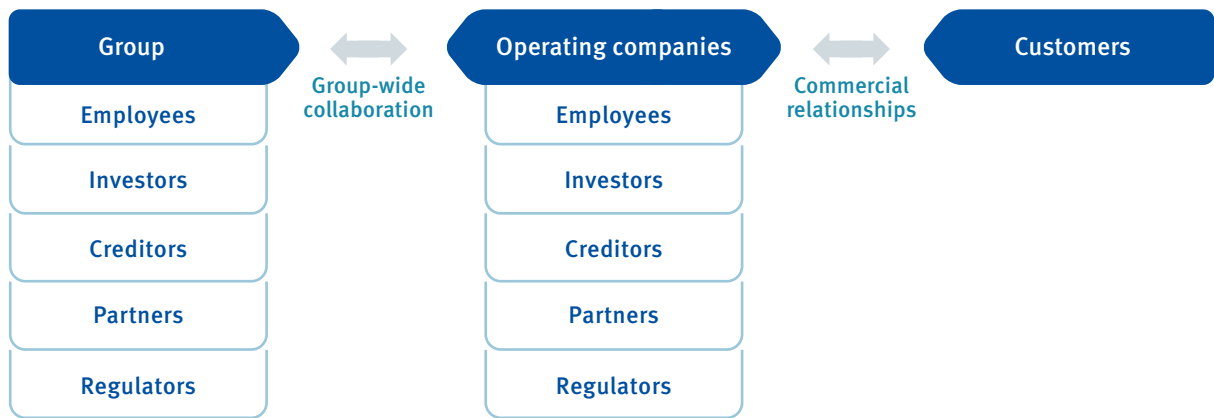 Group
Group-wide
collaboration
Operating companies
Commercial
relationships
Customers
Employees
Investors
Creditors
Partners
Regulators
Employees
Investors
Creditors
Partners
Regulators